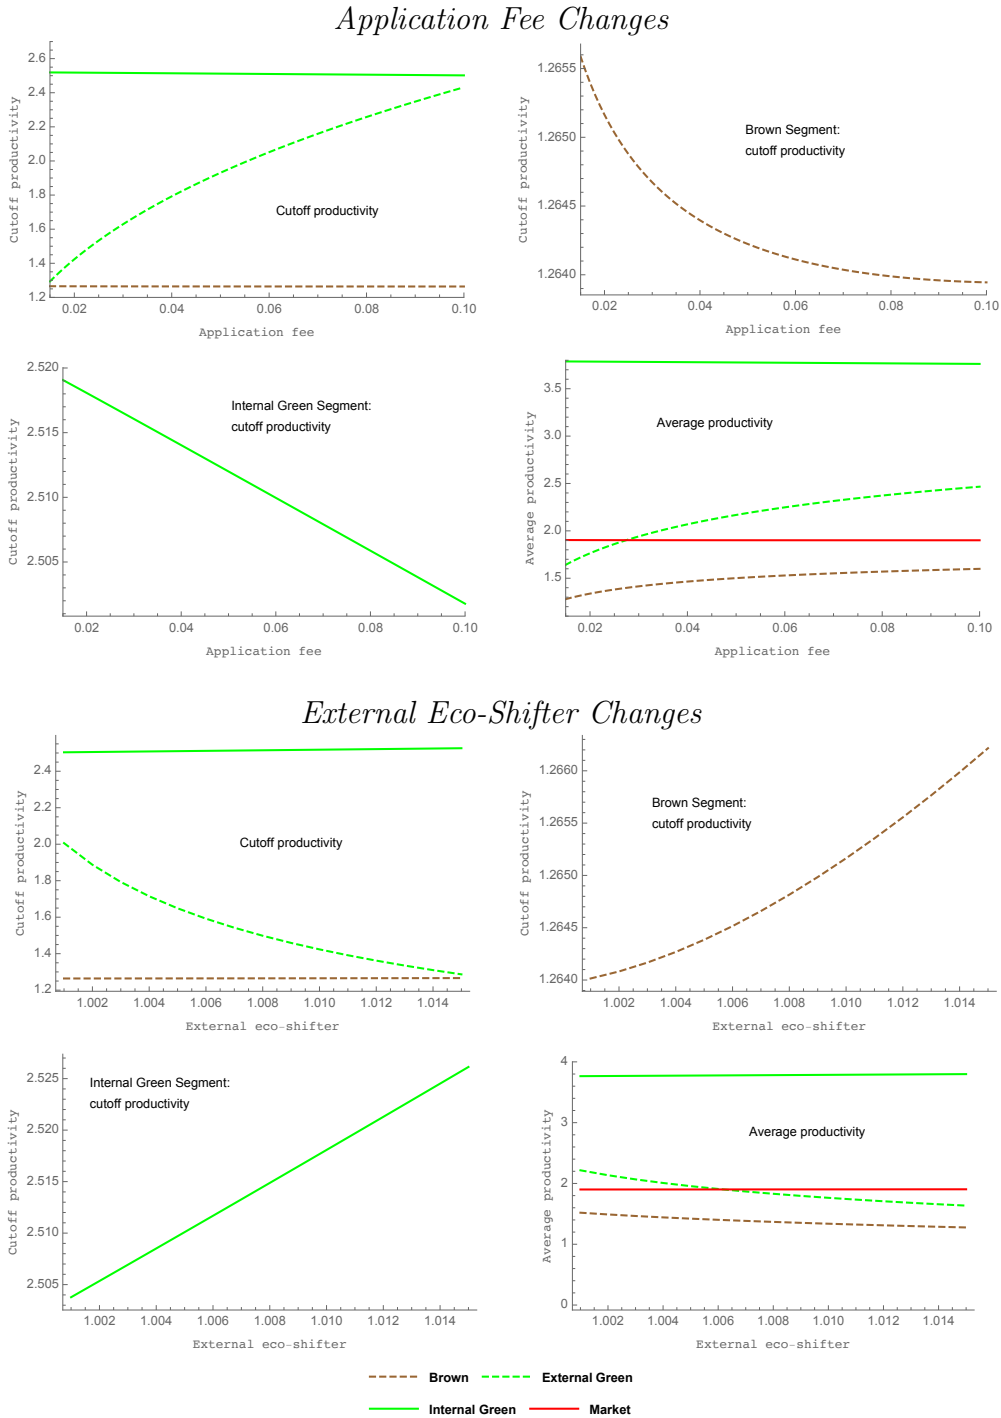 Application Fee Changes
Cutoff productivity
2.6
2.4
2.2
2.0
1.8
1.6
1.4
1.2
Cutoff productivity
0.02 0.04 0.06 0.08 0.10
Application fee
Cutoff productivity
1.2655
1.2650
1.2645
1.2640
Brown Segment:
cutoff productivity
0.02 0.04 0.06 0.08 0.10
Application fee
Cutoff productivity
2.520
2.515
2.510
2.505
Internal Green Segment:
cutoff productivity
0.02 0.04 0.06 0.08 0.10
Application fee
Average productivity
3.5
3.0
2.5
2.0
1.5
Average productivity
0.02 0.04 0.06 0.08 0.10
Application fee
External Eco-Shifter Changes
Cutoff productivity
2.4
2.2
2.0
1.8
1.6
1.4
1.2
Cutoff productivity
1.002 1.004 1.006 1.008 1.010 1.012 1.014
External eco-shifter
Cutoff productivity
1.2660
1.2655
1.2650
1.2645
1.2640
Brown Segment:
cutoff productivity
1.002 1.004 1.006 1.008 1.010 1.012 1.014
External eco-shifter
Cutoff productivity
2.525
2.520
2.515
2.510
2.505
Internal Green Segment:
cutoff productivity
1.002 1.004 1.006 1.008 1.010 1.012 1.014
External eco-shifter
Average productivity
4
3
2
1
0
Average productivity
1.002 1.004 1.006 1.008 1.010 1.012 1.014
External eco-shifter
Brown External Green
Internal Green Market